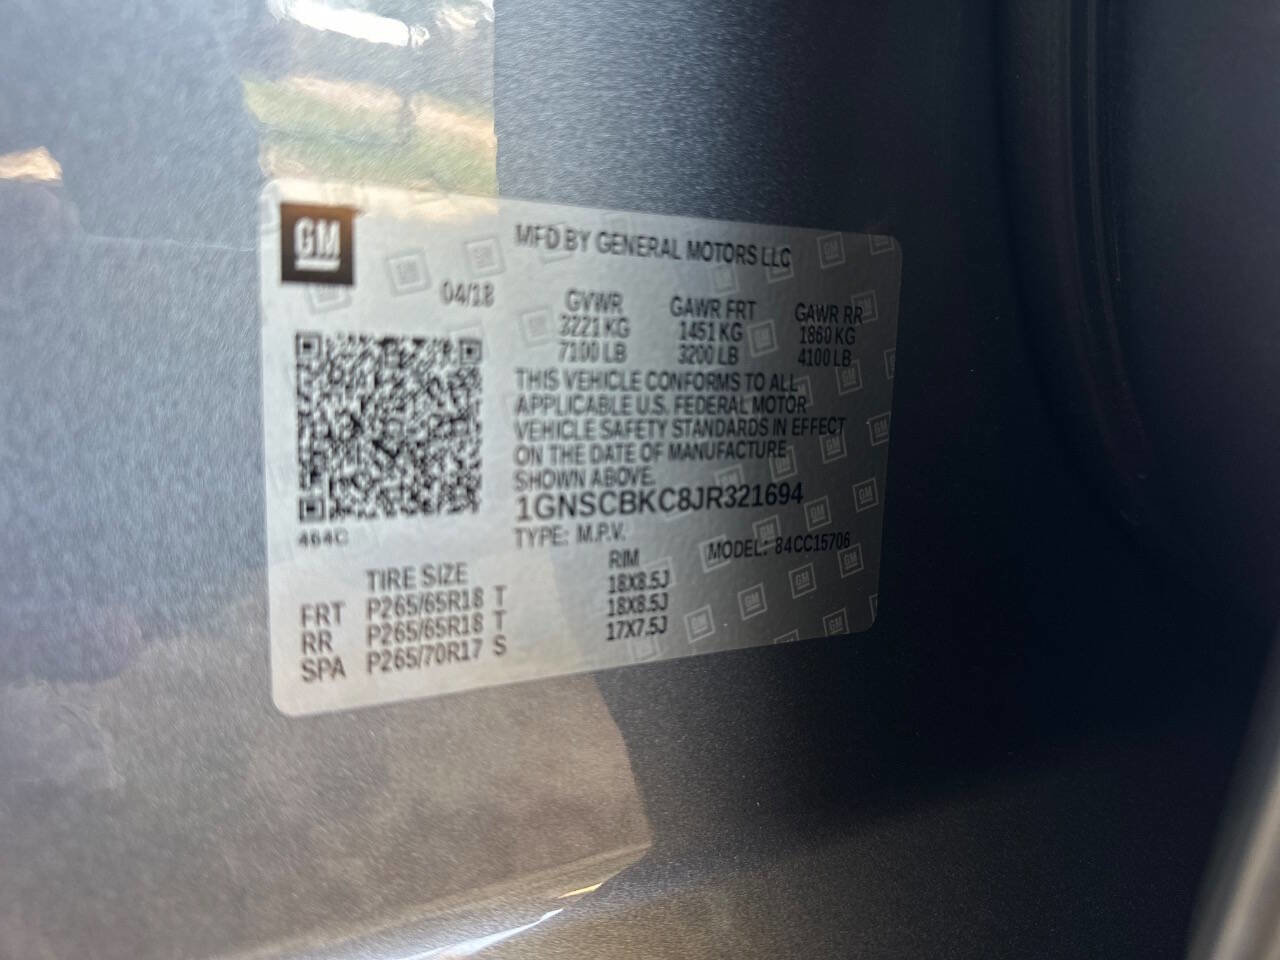 GM
MFD BY GENERAL MOTORS LLC
04/18
GVWR GAWR FRT GAWR RR
3221 KG 1451 KG 1860 KG
7100 LB 3200 LB 4100 LB
THIS VEHICLE CONFORMS TO ALL
APPLICABLE U.S. FEDERAL MOTOR
VEHICLE SAFETY STANDARDS IN EFFECT
ON THE DATE OF MANUFACTURE
SHOWN ABOVE.
1GNSCBKC8JR321694
464C
TYPE: M.P.V. MODEL: 84CC15706
TIRE SIZE RIM
FRT P265/65R18 T 18X8.5J
RR P265/65R18 T 18X8.5J
SPA P265/70R17 S 17X7.5J